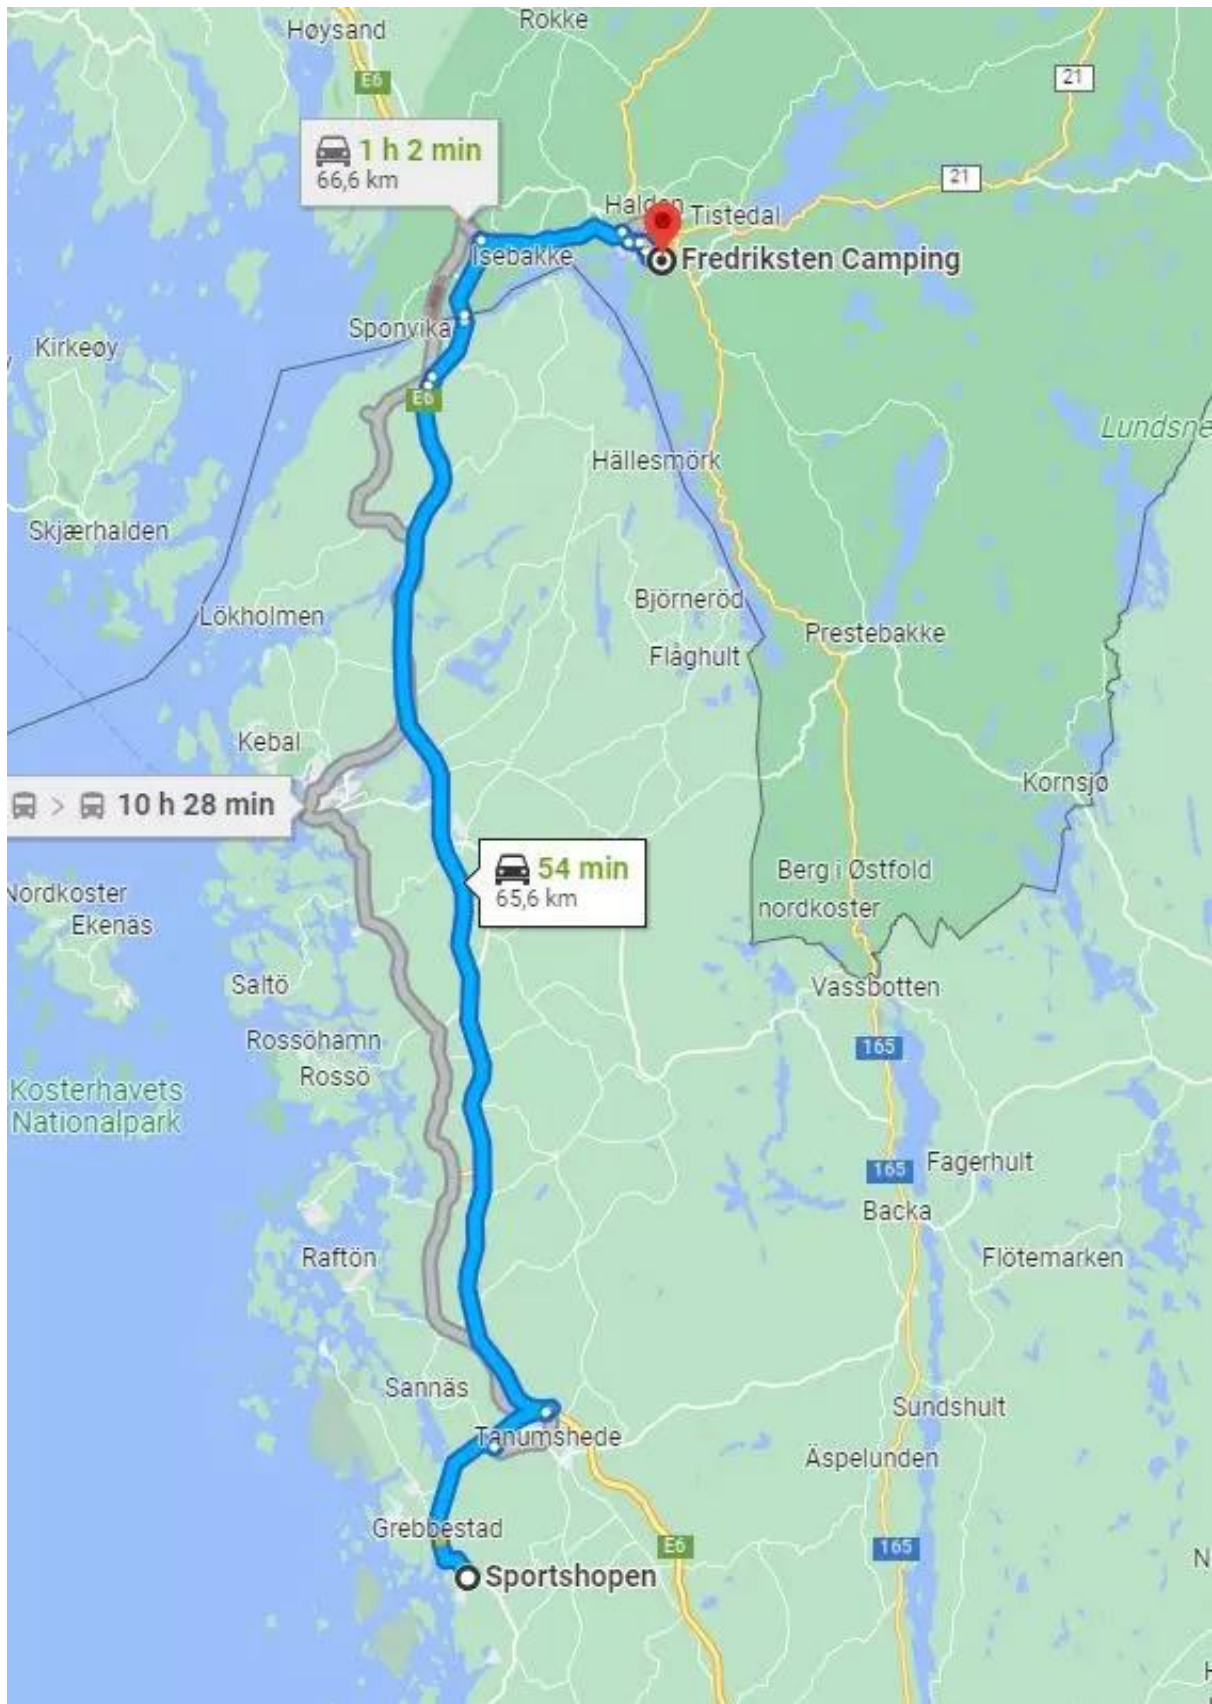 Høysand
Rokke
E6
21
1 h 2 min
66,6 km
21
Halden
Tistedal
Isebakke
Fredriksten Camping
Sponvika
Kirkeøy
E6
Lundsne
Hällesmörk
Skjærhalden
Björneröd
Lökholmen
Prestebakke
Flåghult
Kebal
Kornsjø
> 10 h 28 min
54 min
65,6 km
Berg i Østfold
nordkoster
Nordkoster
Ekenäs
Saltö
Vassbotten
Rossöhamn
165
Rossö
Kosterhavets
Nationalpark
165
Fagerhult
Backa
Raftön
Flötemarken
Sannäs
Sundshult
Tanumshede
Äspelunden
Grebbestad
E6
165
N
Sportshopen